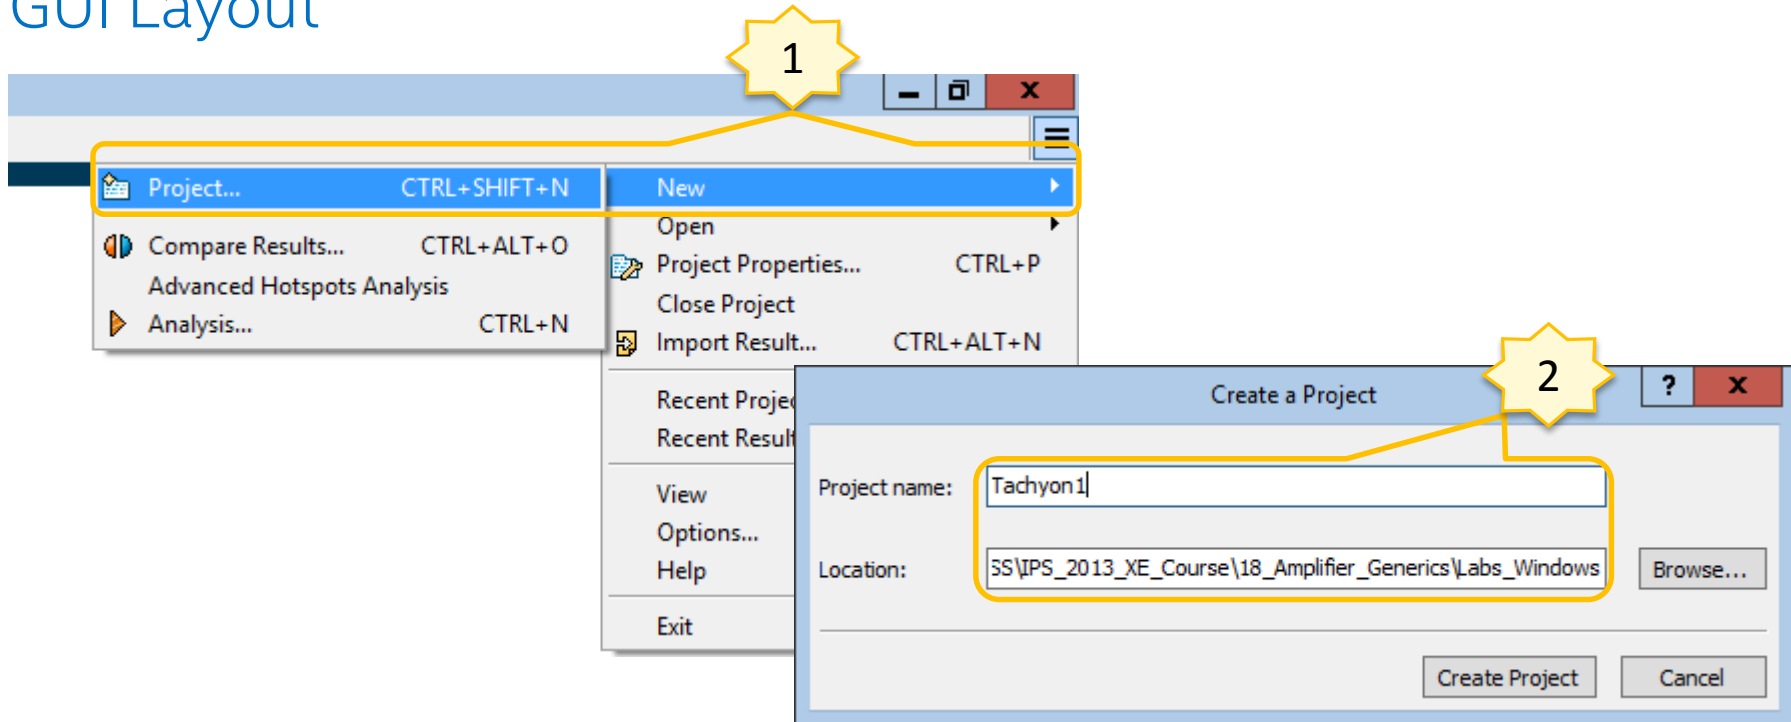 GUI Layout
1
Project... CTRL+SHIFT+N
New
Compare Results... CTRL+ALT+O
Advanced Hotspots Analysis
Analysis... CTRL+N
Open
Project Properties... CTRL+P
Close Project
Import Result... CTRL+ALT+N
Recent Projec
Recent Result
View
Options...
Help
Exit
2
Create a Project
? x
Project name: Tachyon1
Location: SS\IPS_2013_XE_Course\18_Amplifier_Generics\Labs_Windows Browse...
Create Project Cancel